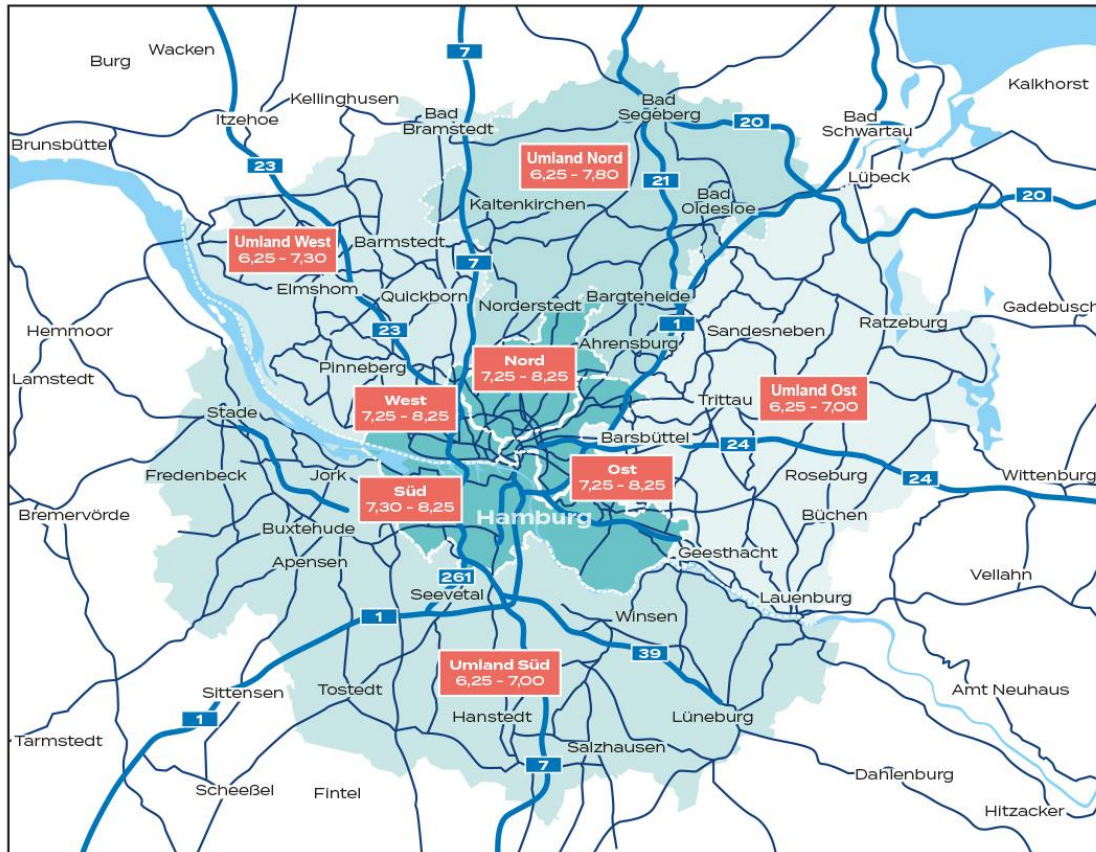 Wacken
Burg
7
Kellinghusen
Itzehoe
Bad
Bramstedt
Bad
Segeberg
20
Kalkhorst
Bad
Schwartau
Brunsbüttel
23
Umland Nord
6,25 – 7,80
21
Lübeck
Bad
Oldesloe
20
Kaltenkirchen
Umland West
6,25 – 7,30
Barmstedt
7
Elmshorn
Quickborn
Norderstedt
Bargteheide
Gadebusch
Hemmoor
23
1
Sandesneben
Ratzeburg
Ahrensburg
Nord
7,25 – 8,25
Pinneberg
Lamstedt
West
7,25 – 8,25
Umland Ost
6,25 – 7,00
Trittau
Stade
Barsbüttel
24
Fredenbeck
Jork
Ost
7,25 – 8,25
Roseburg
24
Wittenburg
Süd
7,30 – 8,25
Hamburg
Bremervörde
Büchen
Buxtehude
Apensen
Geesthacht
261
Seevetal
Vellahn
Lauenburg
1
Winsen
39
Umland Süd
6,25 – 7,00
Sittensen
Tostedt
Amt Neuhaus
1
Hanstedt
Lüneburg
Tarmstedt
Salzhausen
7
Dahlenburg
Scheeßel
Fintel
Hitzacker